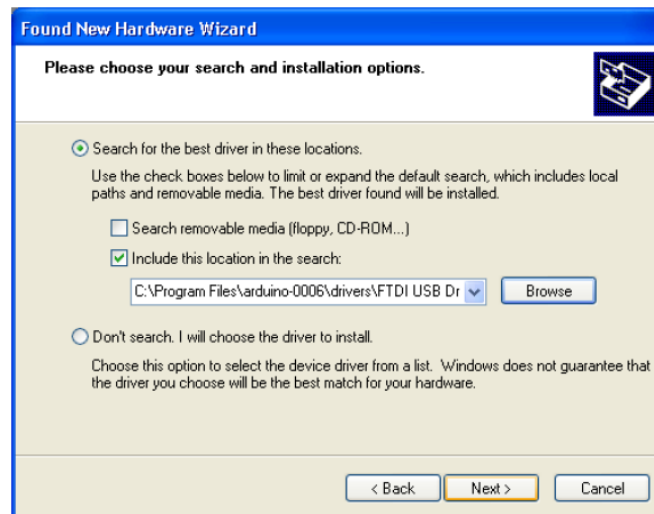 Found New Hardware Wizard
Please choose your search and installation options.
Search for the best driver in these locations.
Use the check boxes below to limit or expand the default search, which includes local
paths and removable media. The best driver found will be installed.
Search removable media (floppy, CD-ROM...)
Include this location in the search:
C:\Program Files\arduino-0006\drivers\FTDI USB Dr
Browse
Don't search. I will choose the driver to install.
Choose this option to select the device driver from a list. Windows does not guarantee that
the driver you choose will be the best match for your hardware.
< Back Next > Cancel